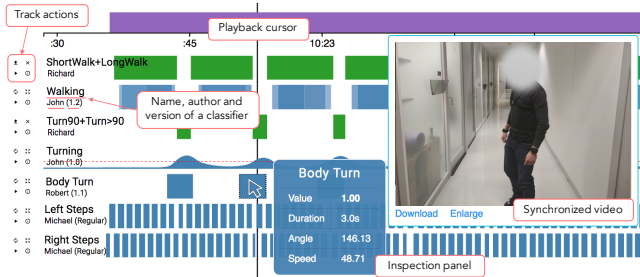 Track actions
Playback cursor
:30
:45
10:23
ShortWalk+LongWalk
Richard
Walking
John (1.2)
Name, author and
version of a classifier
Turn90+Turn>90
Richard
Turning
John (1.0)
Body Turn
Robert (1.1)
Left Steps
Michael (Regular)
Right Steps
Michael (Regular)
Body Turn
Value 1.00
Duration 3.0s
Angle 146.13
Speed 48.71
Download Enlarge
Synchronized video
Inspection panel